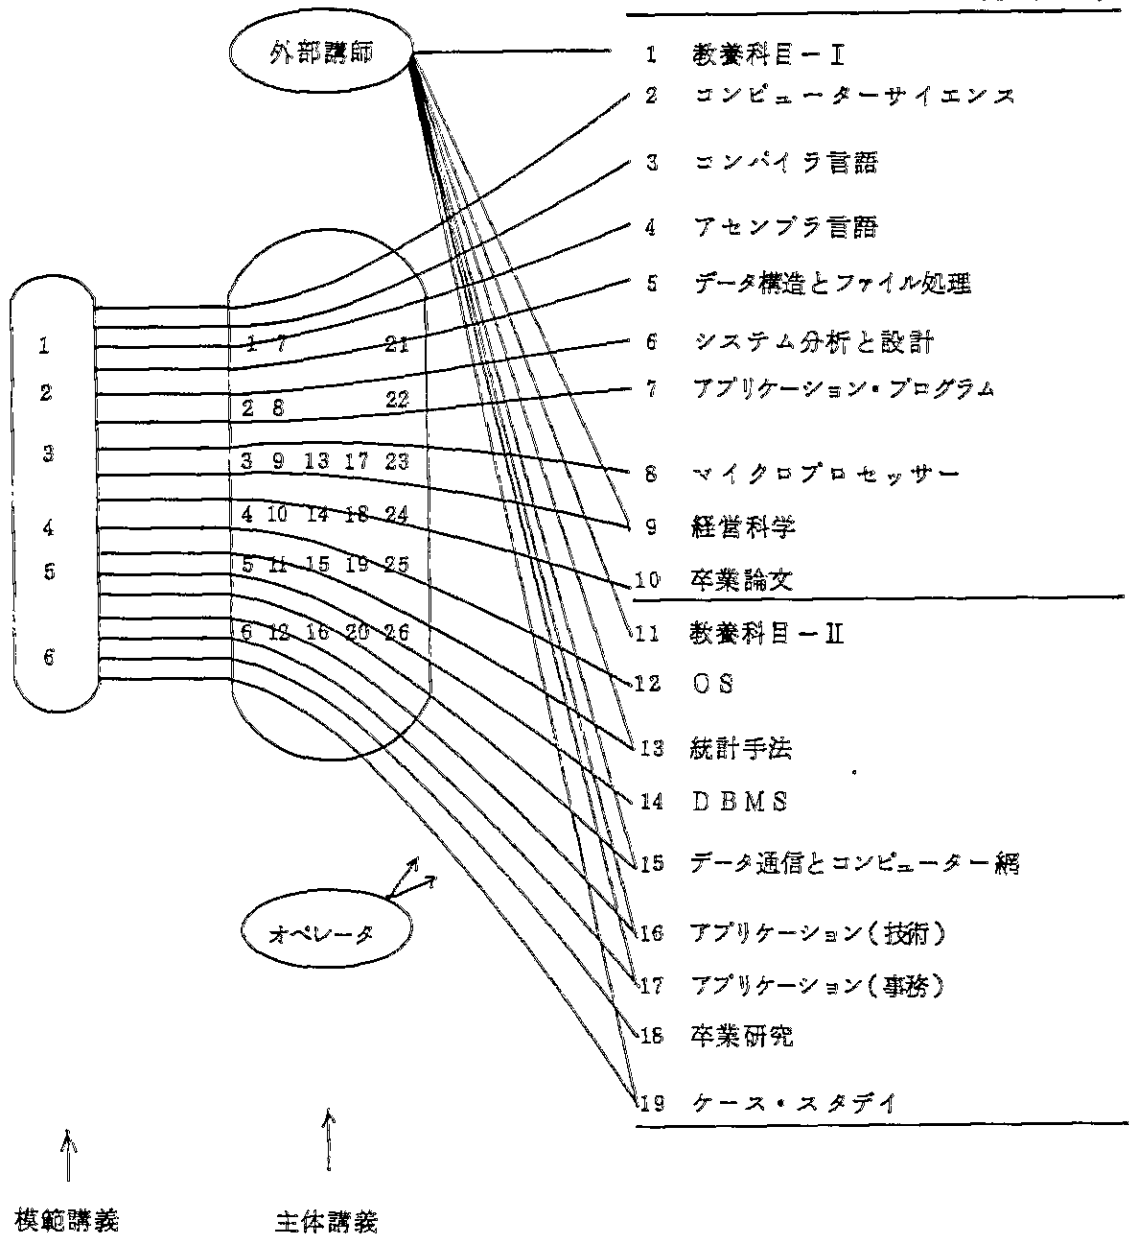 外部講師
1 教養科目-I
2 コンピューターサイエンス
3 コンパイラ言語
4 アセンブラ言語
5 データ構造とファイル処理
6 システム分析と設計
7 アプリケーション・プログラム
8 マイクロプロセッサー
9 経営科学
10 卒業論文
11 教養科目-II
12 OS
13 統計手法
14 DBMS
15 データ通信とコンピューター網
16 アプリケーション(技術)
17 アプリケーション(事務)
18 卒業研究
19 ケース・スタデイ
1
2
3
4
5
6
1 7 21
2 8 22
3 9 13 17 23
4 10 14 18 24
5 11 15 19 25
6 12 16 20 26
オペレータ
模範講義
主体講義